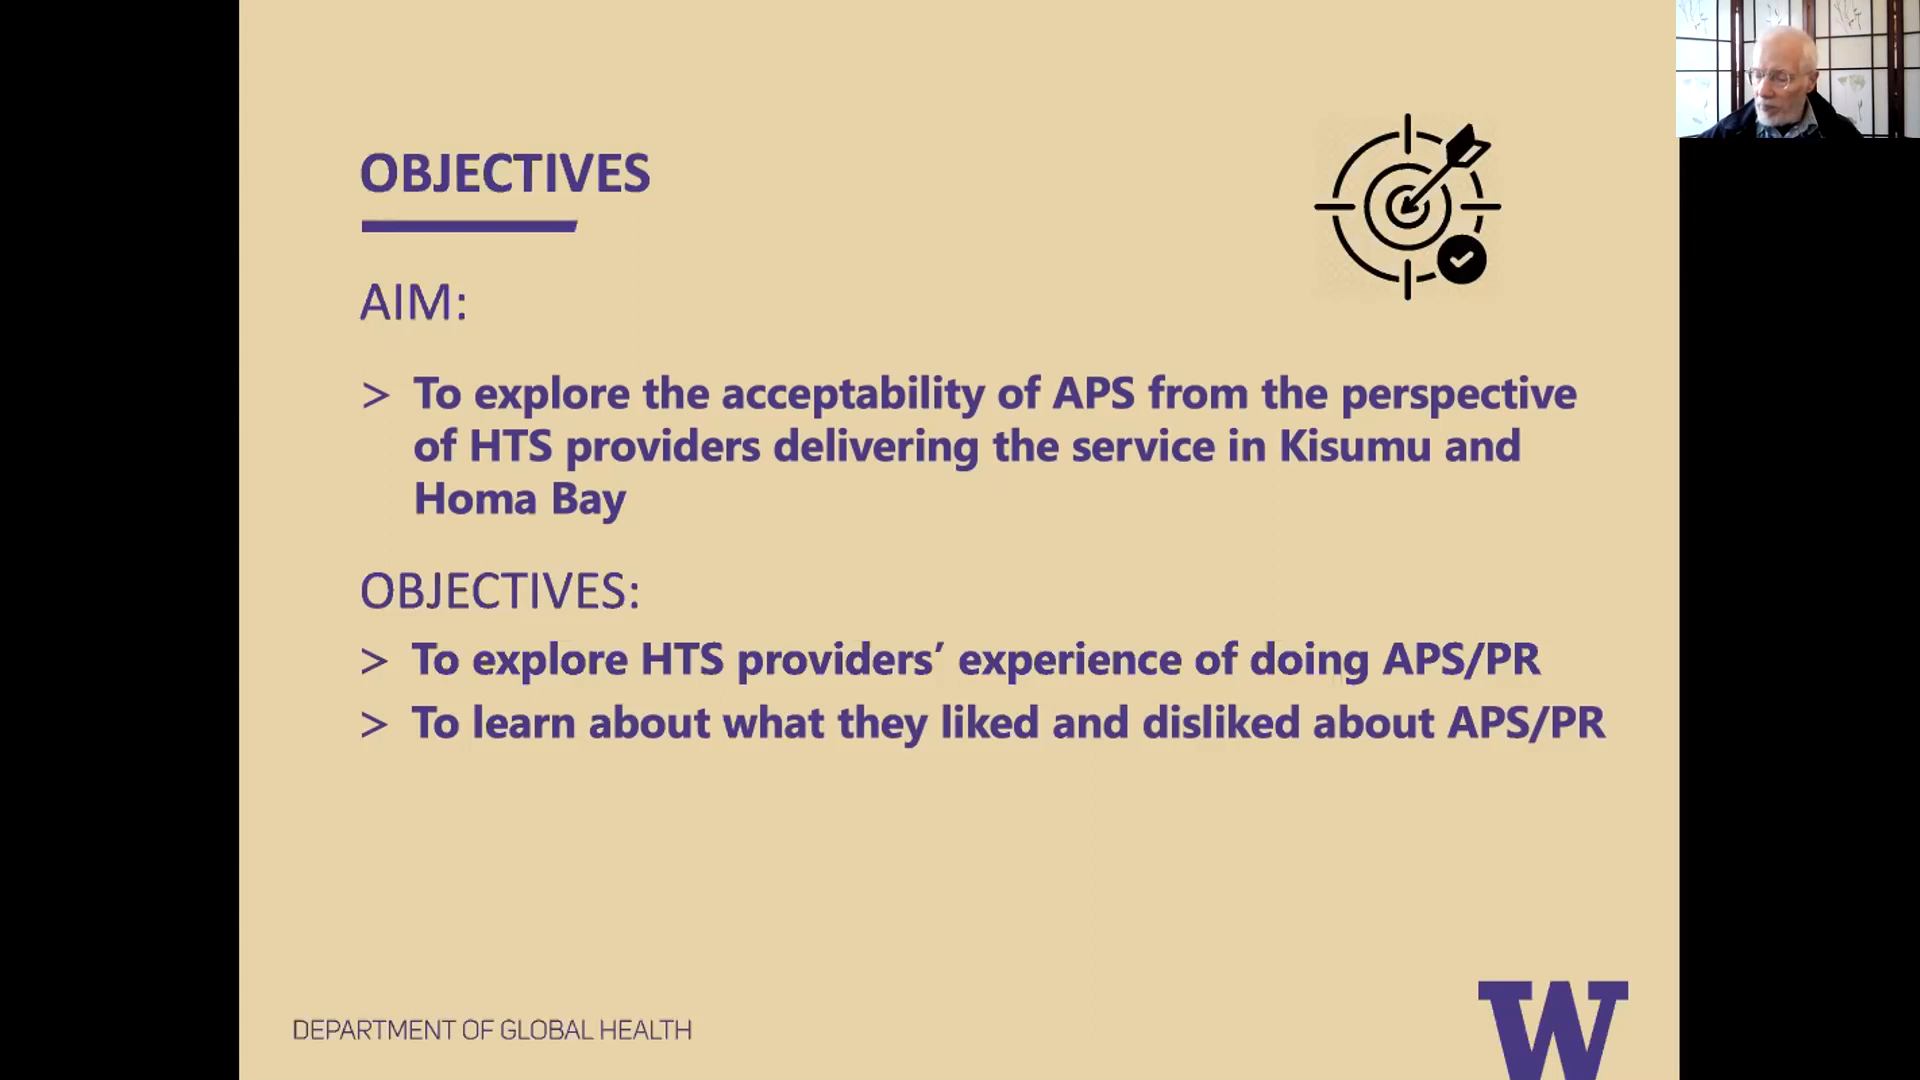 OBJECTIVES
AIM:
> To explore the acceptability of APS from the perspective
of HTS providers delivering the service in Kisumu and
Homa Bay
OBJECTIVES:
> To explore HTS providers’ experience of doing APS/PR
> To learn about what they liked and disliked about APS/PR
DEPARTMENT OF GLOBAL HEALTH
W